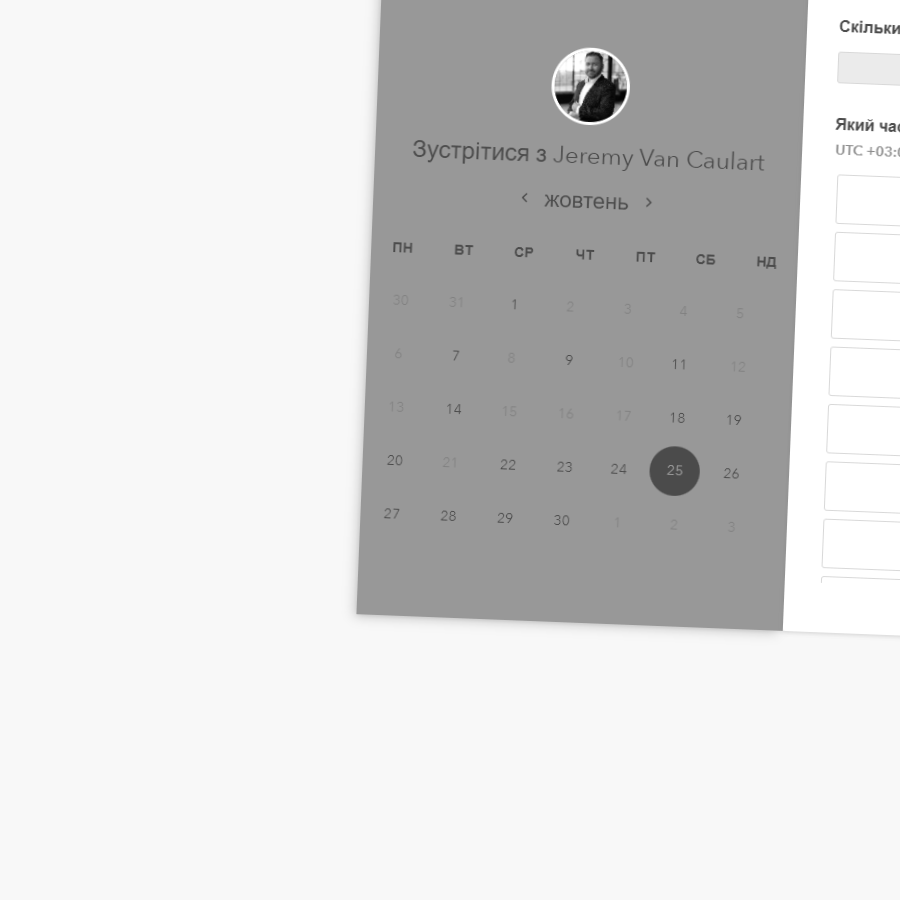 Зустрітися з Jeremy Van Caulart
жовтень
ПН ВТ СР ЧТ ПТ СБ НД
30 31 1 2 3 4 5
6 7 8 9 10 11 12
13 14 15 16 17 18 19
20 21 22 23 24 25 26
27 28 29 30 1 2 3
Скільки
Який
UTC +03: